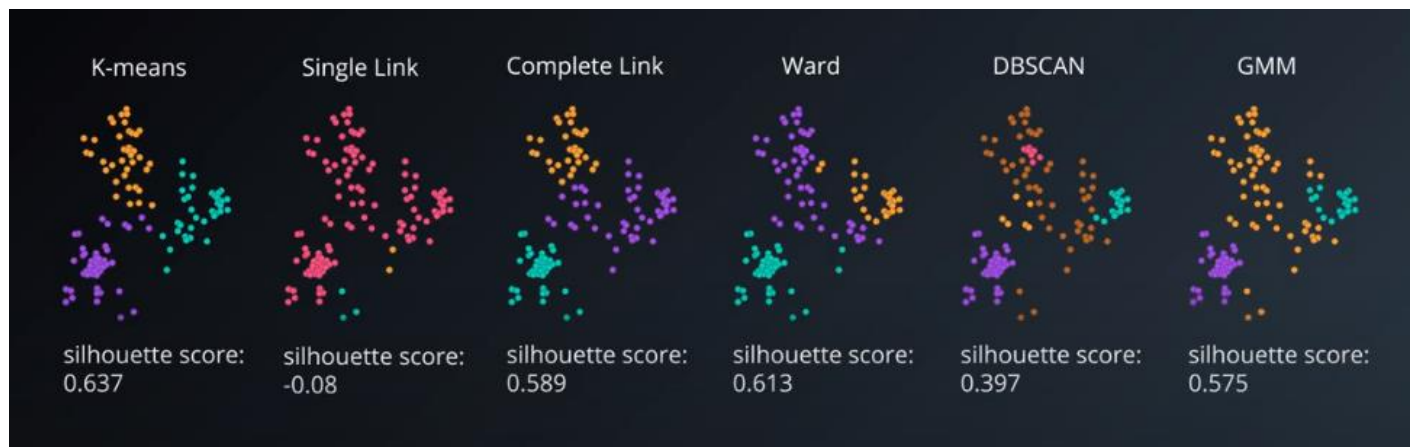 K-means Single Link Complete Link Ward DBSCAN GMM
silhouette score: silhouette score: silhouette score: silhouette score: silhouette score: silhouette score:
0.637 -0.08 0.589 0.613 0.397 0.575